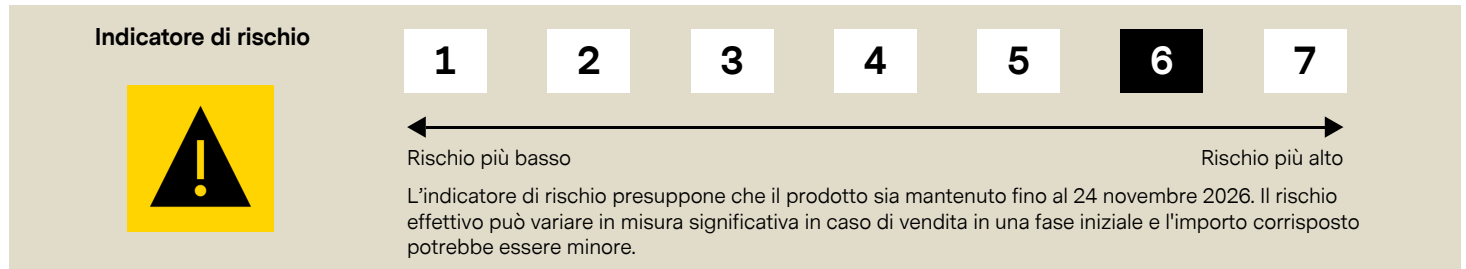 Indicatore di rischio
1 2 3 4 5 6 7
Rischio più basso Rischio più alto
L’indicatore di rischio presuppone che il prodotto sia mantenuto fino al 24 novembre 2026. Il rischio
effettivo può variare in misura significativa in caso di vendita in una fase iniziale e l'importo corrisposto
potrebbe essere minore.